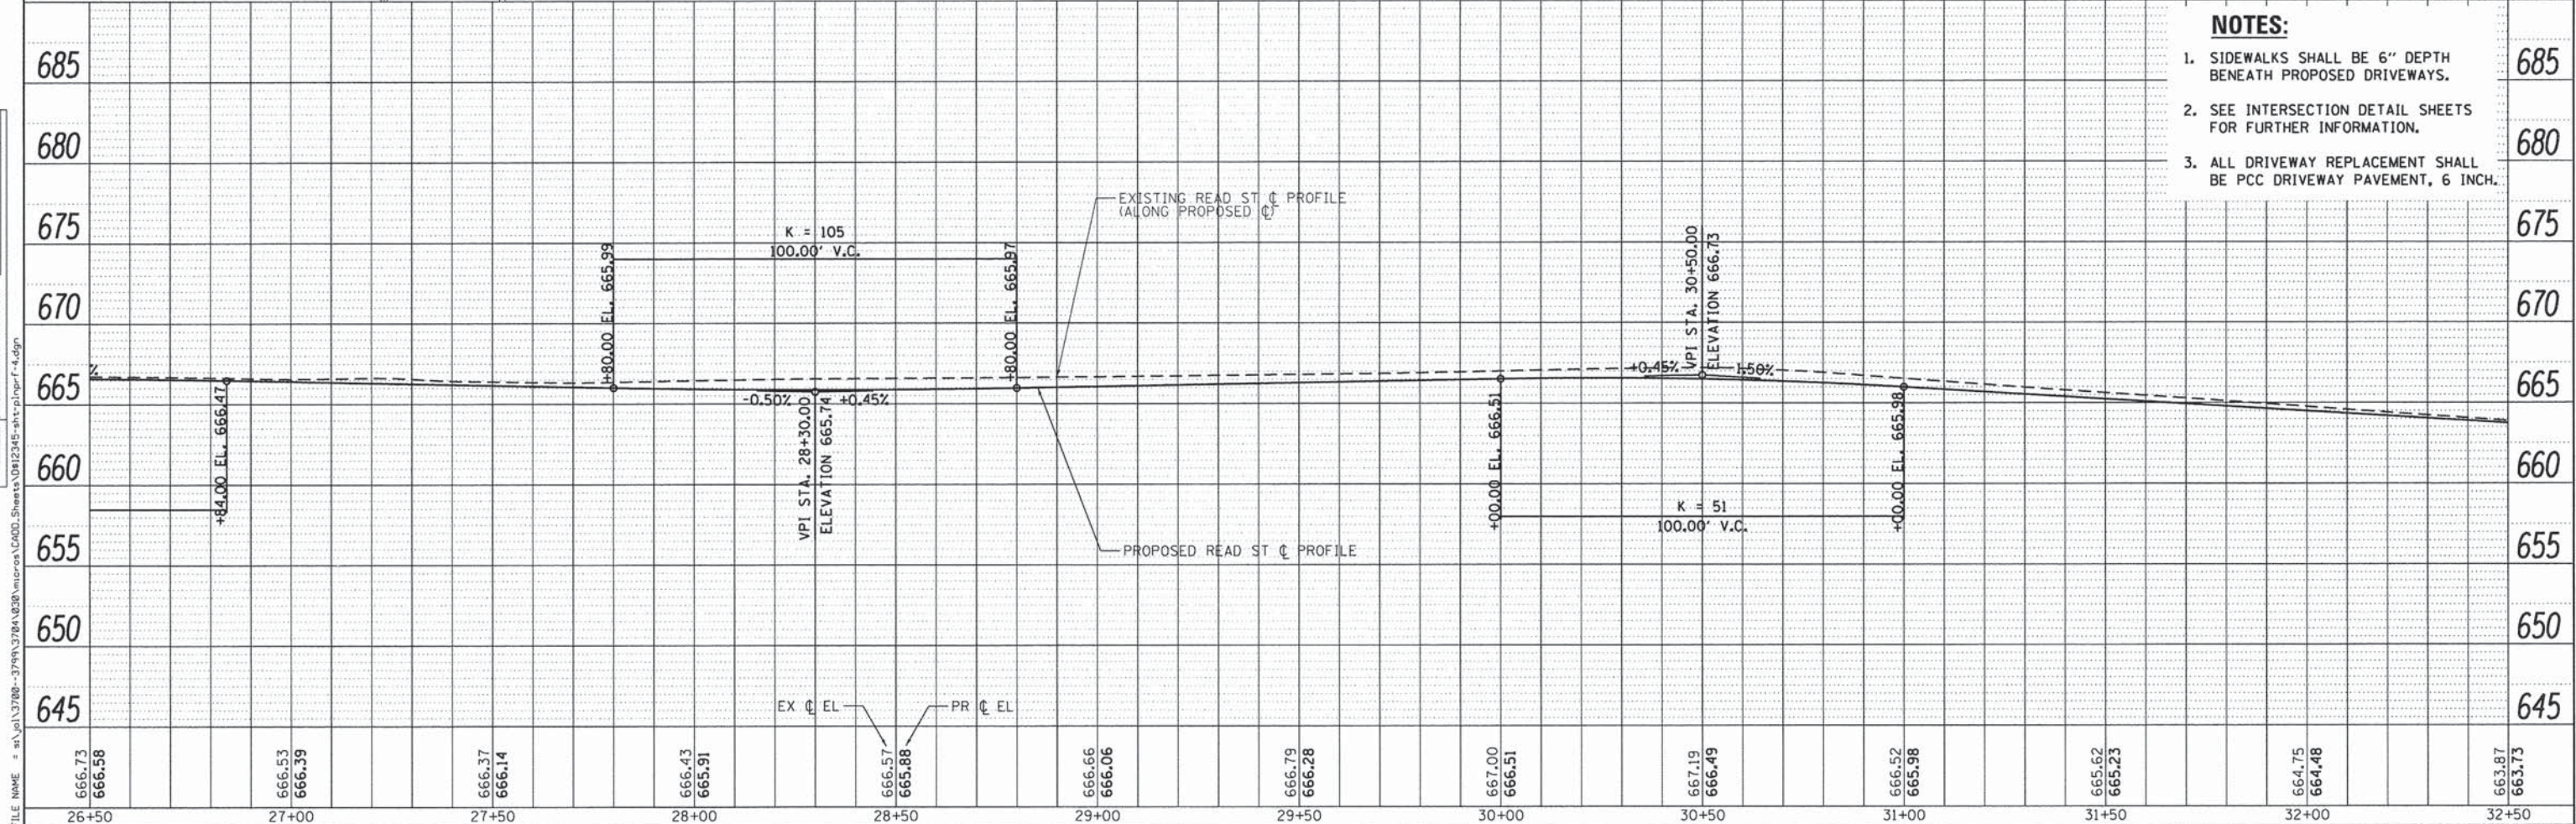 NOTES:
1. SIDEWALKS SHALL BE 6" DEPTH
BENEATH PROPOSED DRIVEWAYS.
2. SEE INTERSECTION DETAIL SHEETS
FOR FURTHER INFORMATION.
3. ALL DRIVEWAY REPLACEMENT SHALL
BE PCC DRIVEWAY PAVEMENT, 6 INCH.
685 685
680 680
675 675
670 670
665 665
660 660
655 655
650 650
645 645
EXISTING READ ST ℄ PROFILE
(ALONG PROPOSED ℄)
K = 105
100.00' V.C.
+80.00 EL. 665.99
+80.00 EL. 665.97
%
+84.00 EL. 666.47
-0.50%
+0.45%
VPI STA. 28+30.00
ELEVATION 665.74
PROPOSED READ ST ℄ PROFILE
VPI STA. 30+50.00
ELEVATION 666.73
+0.45%
-1.50%
+00.00 EL. 666.51
+00.00 EL. 665.98
K = 51
100.00' V.C.
EX ℄ EL
PR ℄ EL
666.73
666.58
666.53
666.39
666.37
666.14
666.43
665.91
666.57
665.88
666.66
666.06
666.79
666.28
667.00
666.51
667.19
666.49
666.52
665.98
665.62
665.23
664.75
664.48
663.87
663.73
26+50 27+00 27+50 28+00 28+50 29+00 29+50 30+00 30+50 31+00 31+50 32+00 32+50
FILE NAME =